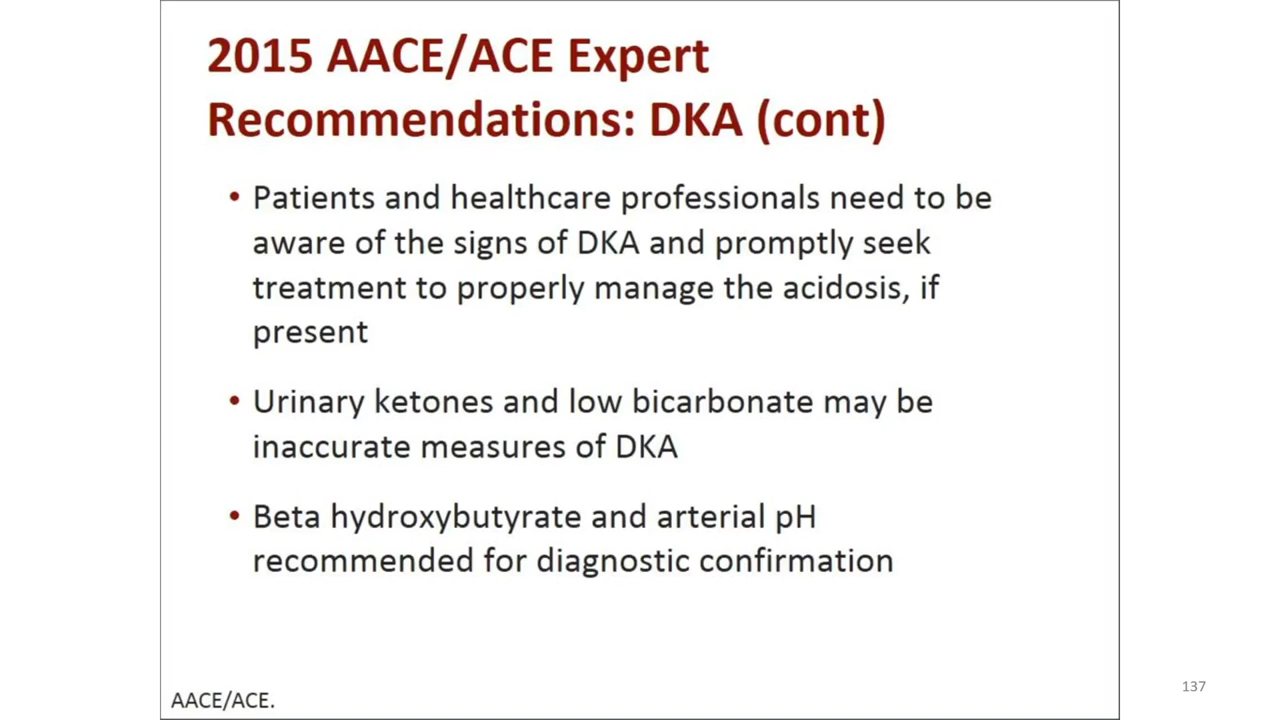 2015 AACE/ACE Expert
Recommendations: DKA (cont)
• Patients and healthcare professionals need to be
aware of the signs of DKA and promptly seek
treatment to properly manage the acidosis, if
present
• Urinary ketones and low bicarbonate may be
inaccurate measures of DKA
• Beta hydroxybutyrate and arterial pH
recommended for diagnostic confirmation
AACE/ACE.
137